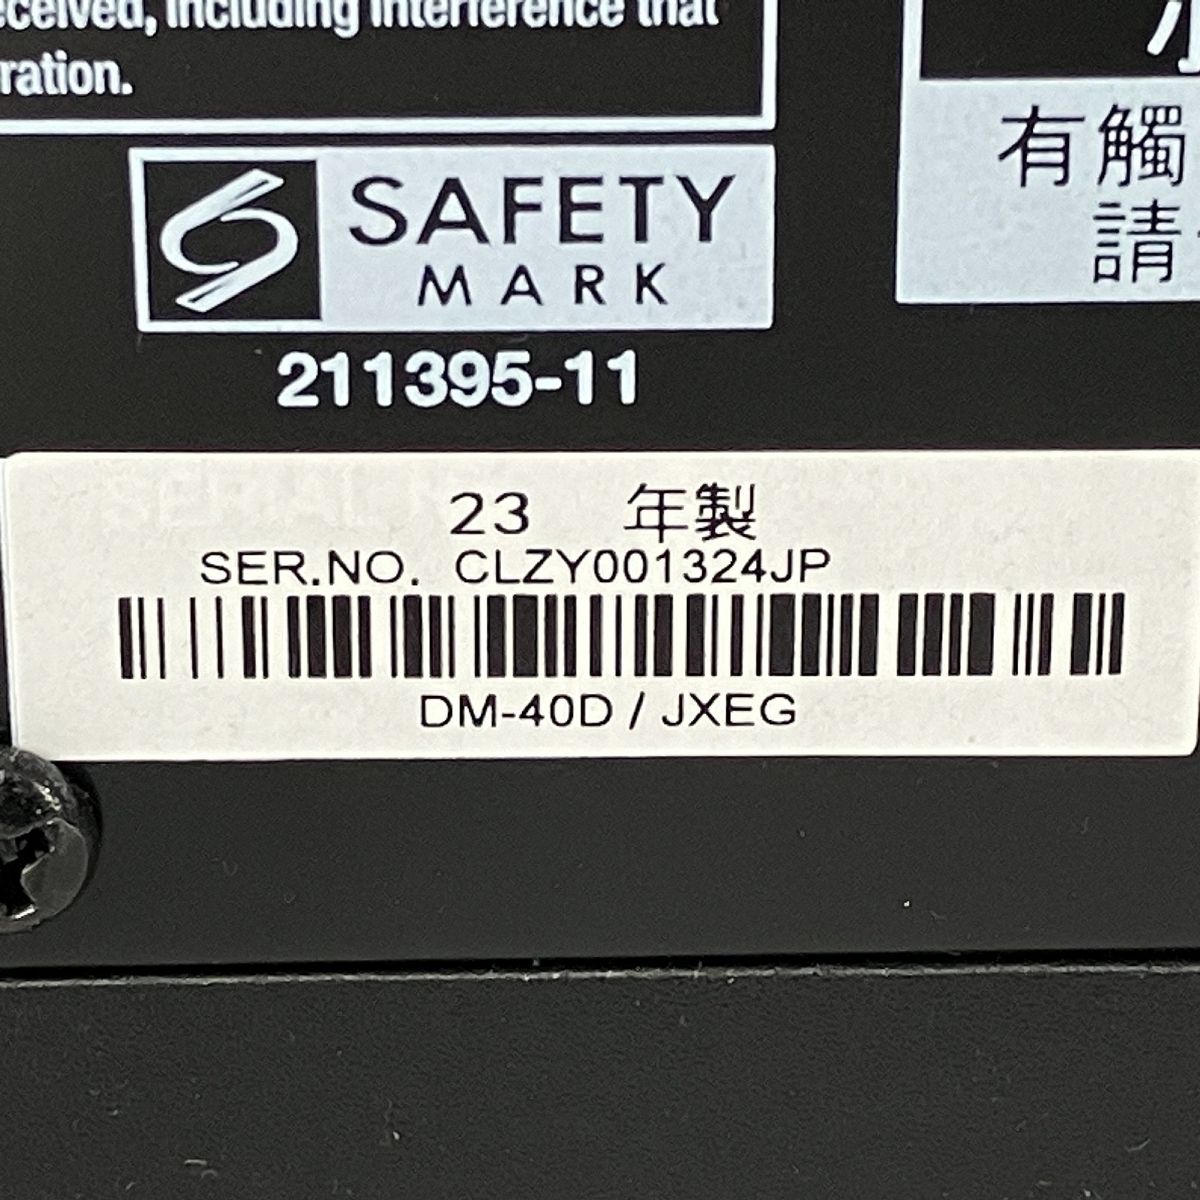 received, including interference that
ration.
SAFETY
MARK
211395-11
有觸
請
23 年製
SER.NO. CLZY001324JP
DM-40D / JXEG